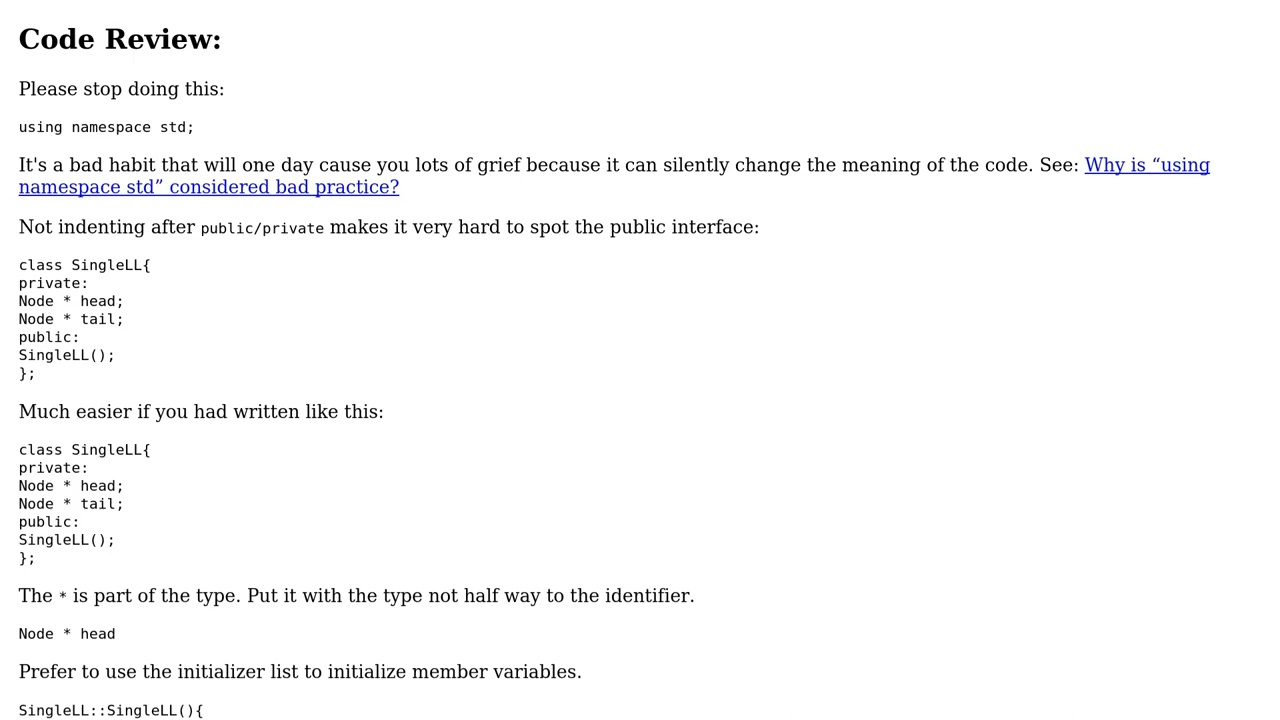 Code Review:
Please stop doing this:
using namespace std;
It's a bad habit that will one day cause you lots of grief because it can silently change the meaning of the code. See: Why is “using
namespace std” considered bad practice?
Not indenting after public/private makes it very hard to spot the public interface:
class SingleLL{
private:
Node * head;
Node * tail;
public:
SingleLL();
};
Much easier if you had written like this:
class SingleLL{
private:
Node * head;
Node * tail;
public:
SingleLL();
};
The * is part of the type. Put it with the type not half way to the identifier.
Node * head
Prefer to use the initializer list to initialize member variables.
SingleLL::SingleLL(){